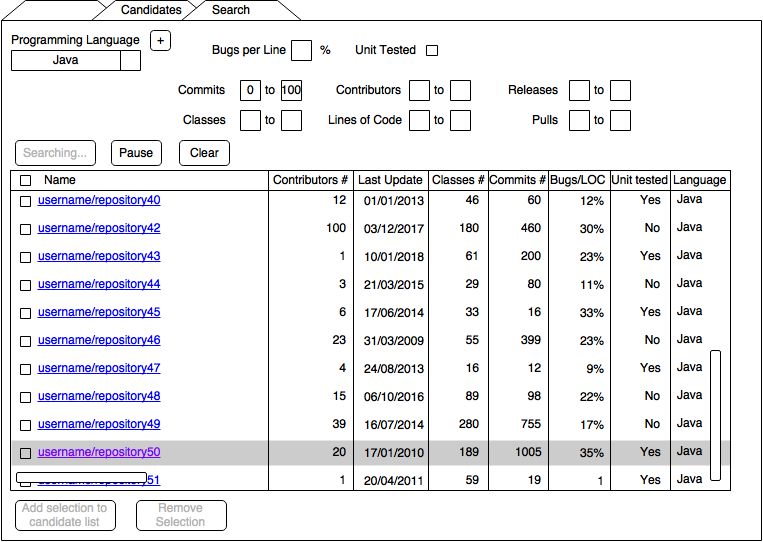 Candidates Search
Programming Language +
Java
Bugs per Line % Unit Tested
Commits 0 to 100 Contributors to Releases to
Classes to Lines of Code to Pulls to
Searching... Pause Clear
Name Contributors # Last Update Classes # Commits # Bugs/LOC Unit tested Language
username/repository40 12 01/01/2013 46 60 12% Yes Java
username/repository42 100 03/12/2017 180 460 30% No Java
username/repository43 1 10/01/2018 61 200 23% Yes Java
username/repository44 3 21/03/2015 29 80 11% No Java
username/repository45 6 17/06/2014 33 16 33% Yes Java
username/repository46 23 31/03/2009 55 399 23% No Java
username/repository47 4 24/08/2013 16 12 9% Yes Java
username/repository48 15 06/10/2016 89 98 22% No Java
username/repository49 39 16/07/2014 280 755 17% No Java
username/repository50 20 17/01/2010 189 1005 35% Yes Java
username/repository51 1 20/04/2011 59 19 1 Yes Java
Add selection to
candidate list
Remove
Selection